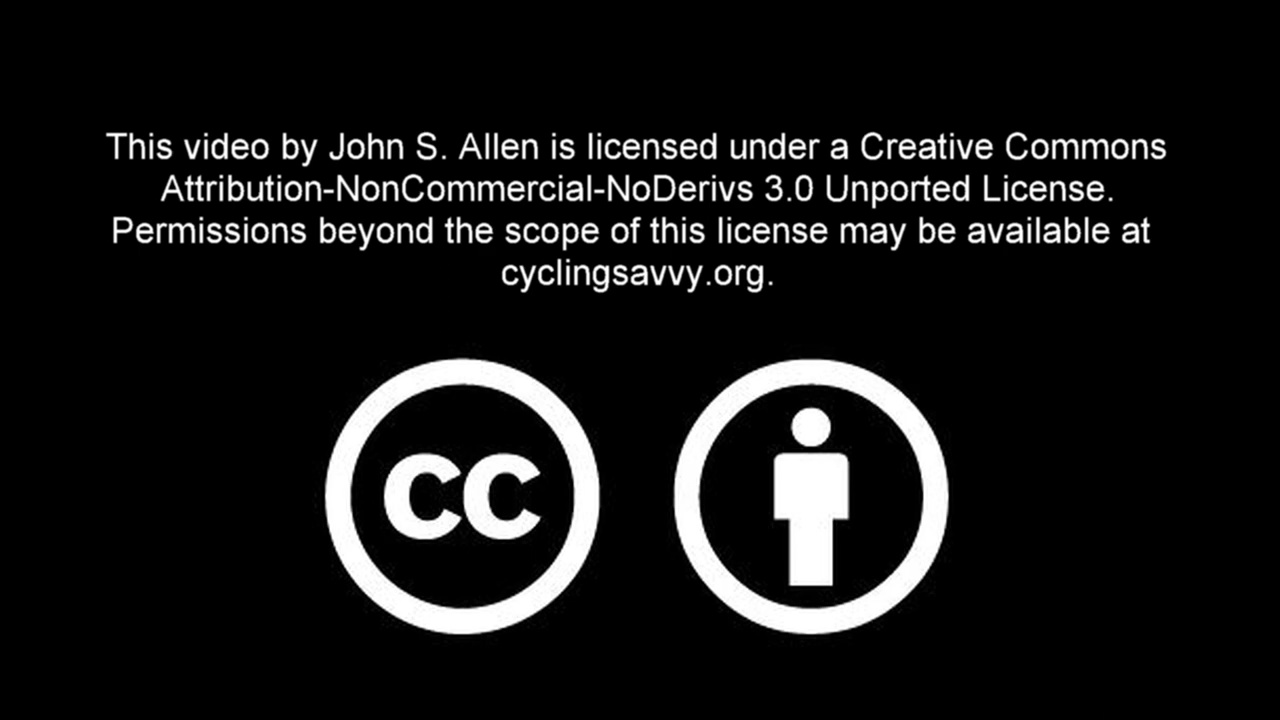 This video by John S. Allen is licensed under a Creative Commons
Attribution-NonCommercial-NoDerivs 3.0 Unported License.
Permissions beyond the scope of this license may be available at
cyclingsavvy.org.
cc